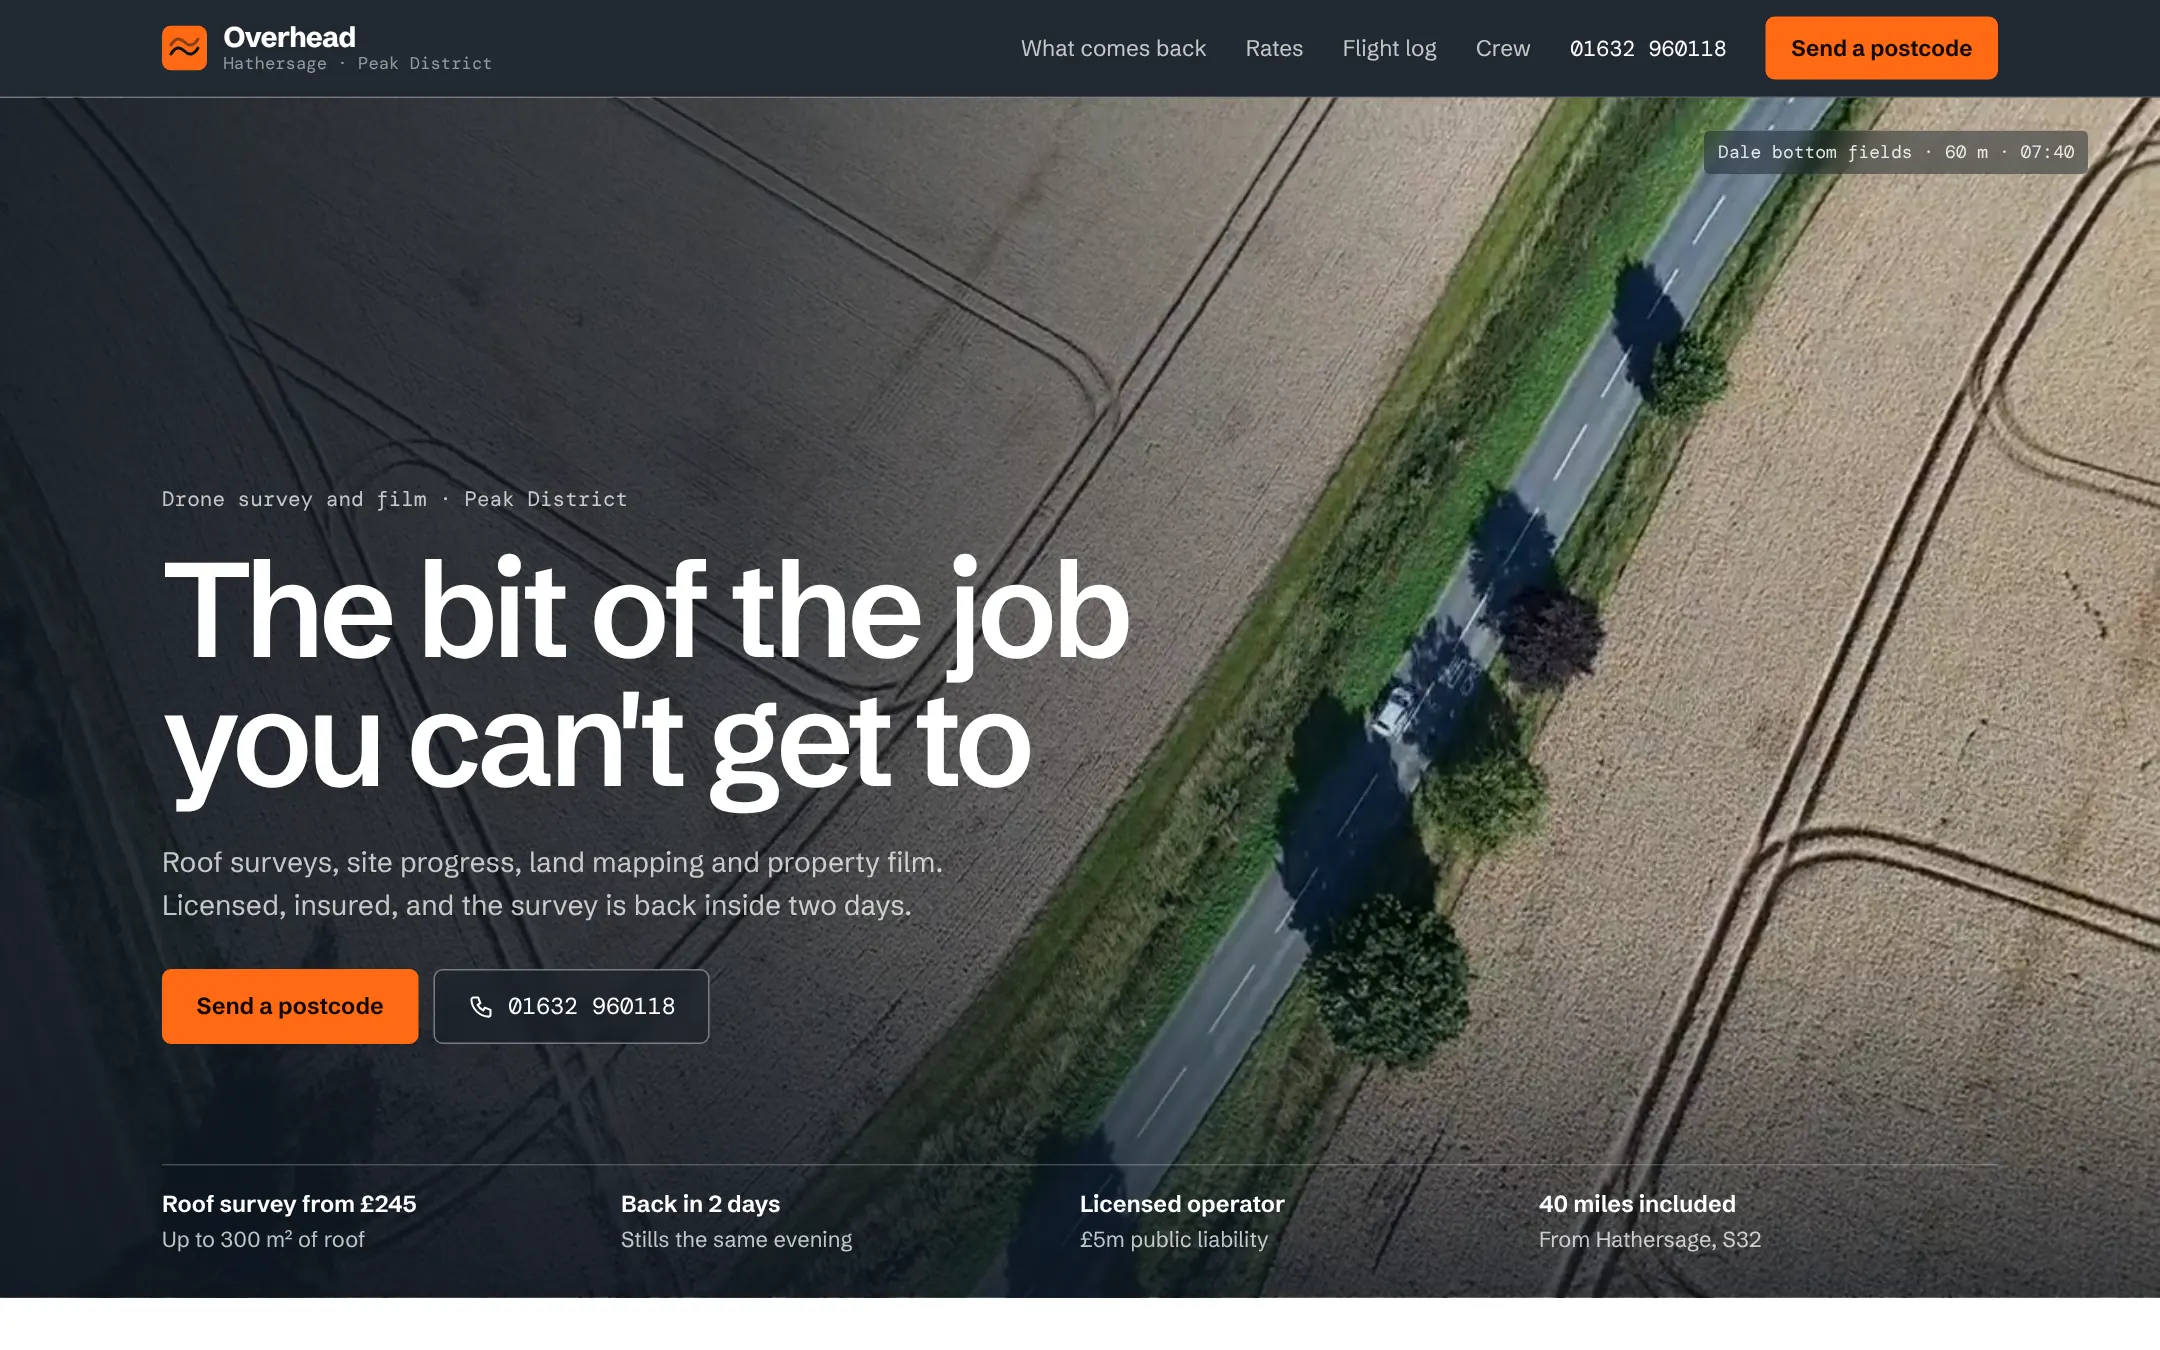 Overhead
Hathersage · Peak District
What comes back
Rates
Flight log
Crew
01632 960118
Send a postcode
Dale bottom fields · 60 m · 07:40
Drone survey and film · Peak District
The bit of the job
you can't get to
Roof surveys, site progress, land mapping and property film.
Licensed, insured, and the survey is back inside two days.
Send a postcode
01632 960118
Roof survey from £245
Up to 300 m² of roof
Back in 2 days
Stills the same evening
Licensed operator
£5m public liability
40 miles included
From Hathersage, S32